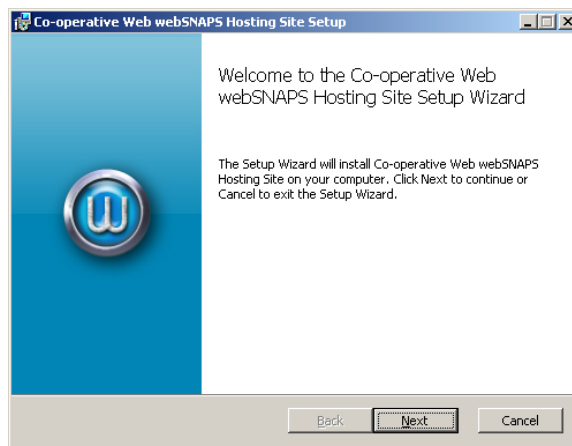 Co-operative Web webSNAPS Hosting Site Setup
Welcome to the Co-operative Web
webSNAPS Hosting Site Setup Wizard
The Setup Wizard will install Co-operative Web webSNAPS
Hosting Site on your computer. Click Next to continue or
Cancel to exit the Setup Wizard.
W
Back Next Cancel